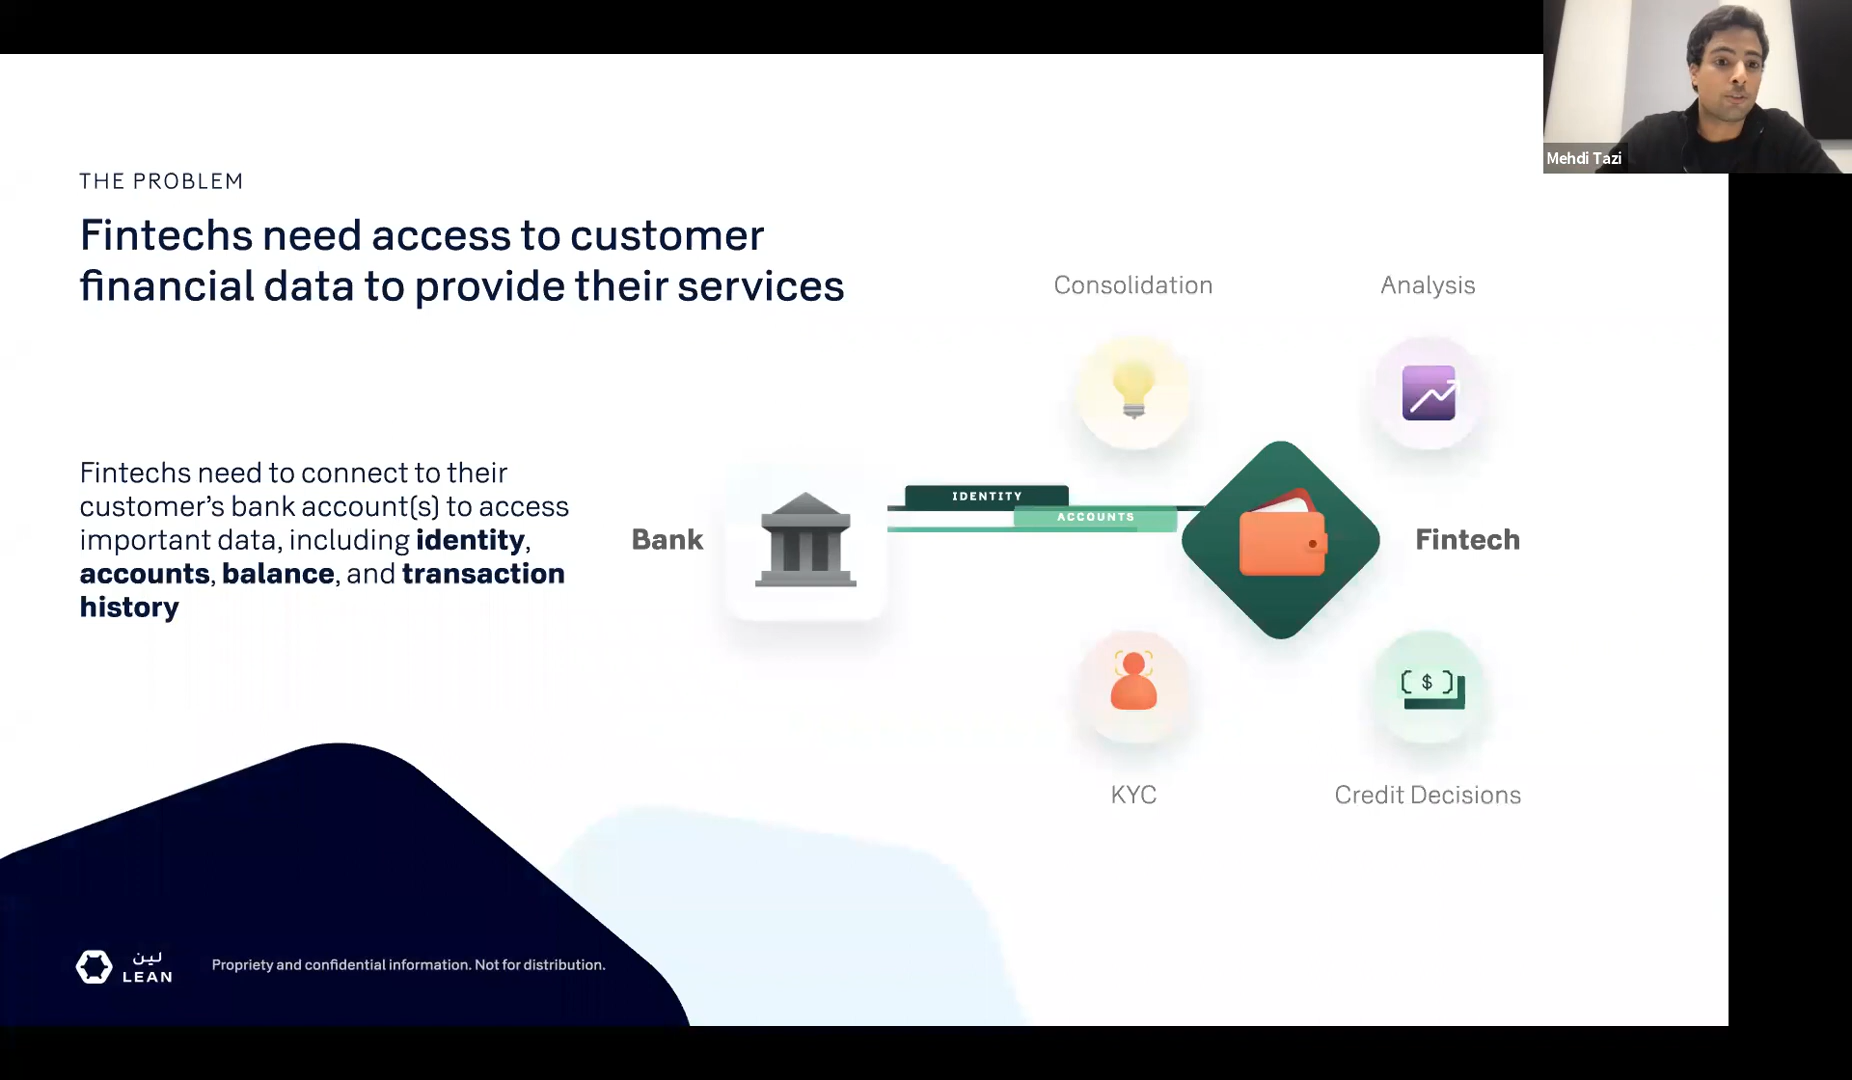 Mehdi Tazi
THE PROBLEM
Fintechs need access to customer
financial data to provide their services
Fintechs need to connect to their
customer’s bank account(s) to access
important data, including identity,
accounts, balance, and transaction
history
Consolidation
Analysis
Bank
IDENTITY
ACCOUNTS
Fintech
$
KYC
Credit Decisions
لين
LEAN
Propriety and confidential information. Not for distribution.